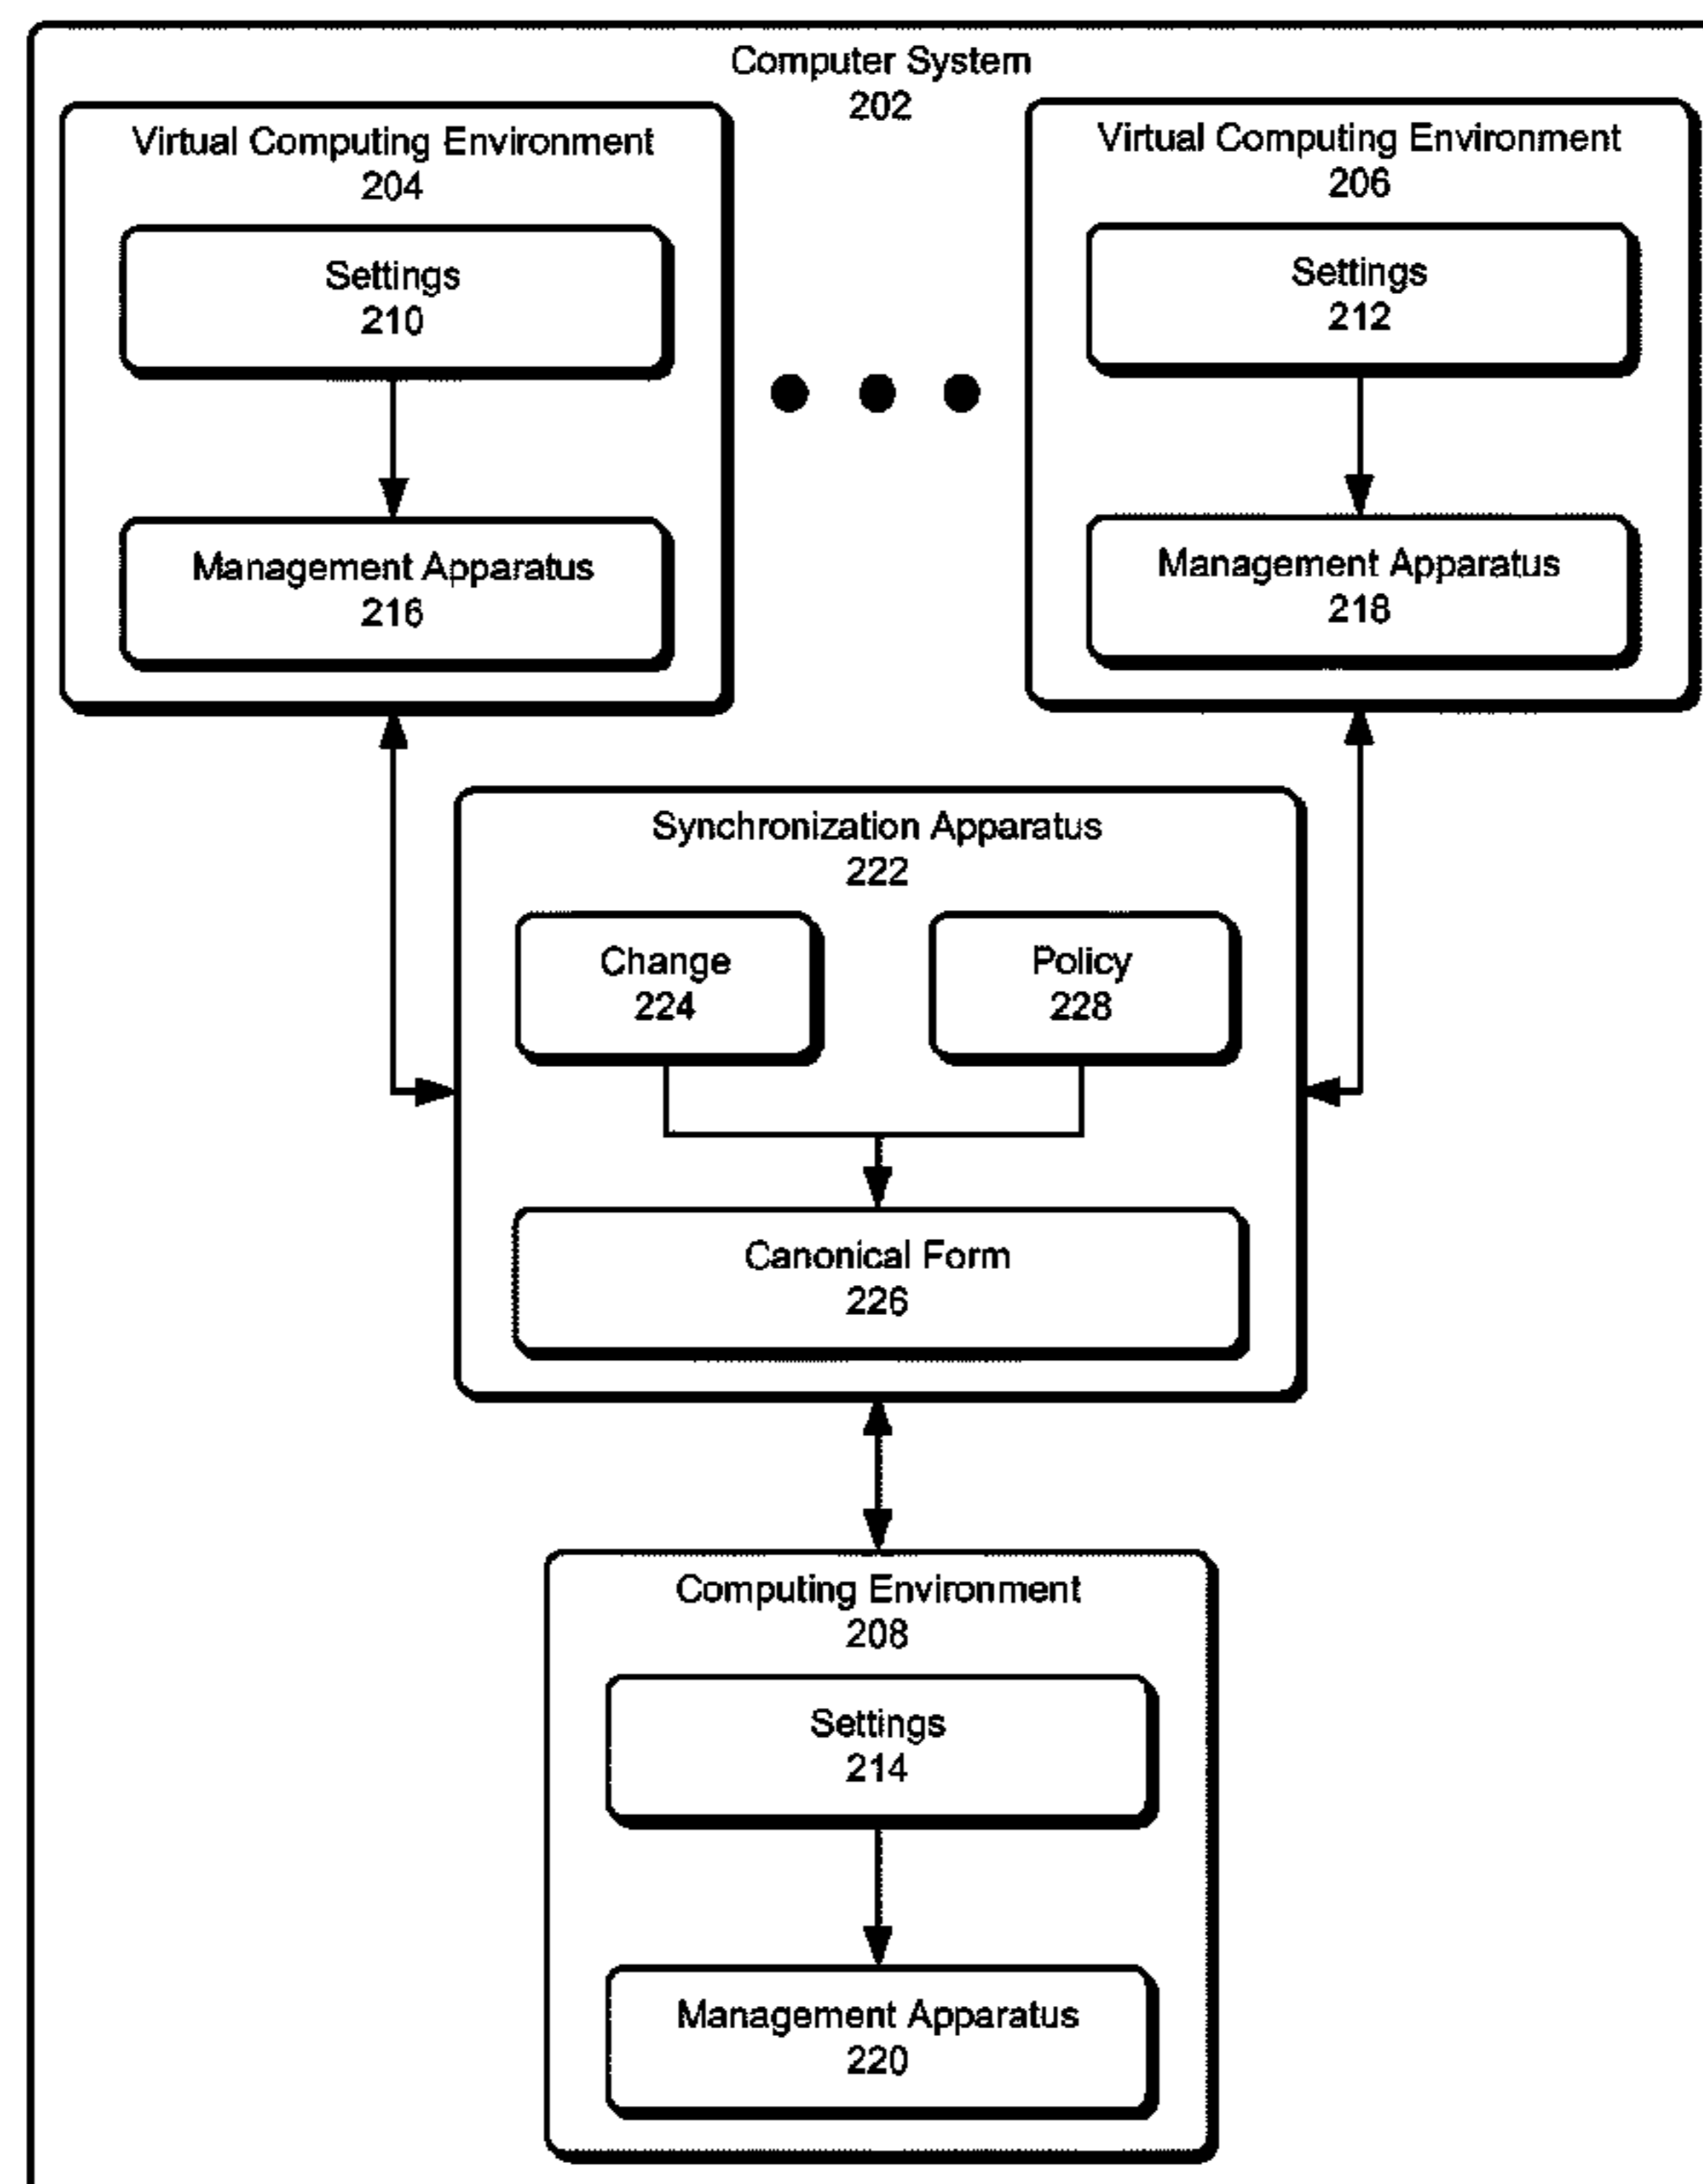 Computer System
202
Virtual Computing Environment
204
Settings
210
Management Apparatus
216
Virtual Computing Environment
206
Settings
212
Management Apparatus
218
Synchronization Apparatus
222
Change
224
Policy
228
Canonical Form
226
Computing Environment
208
Settings
214
Management Apparatus
220